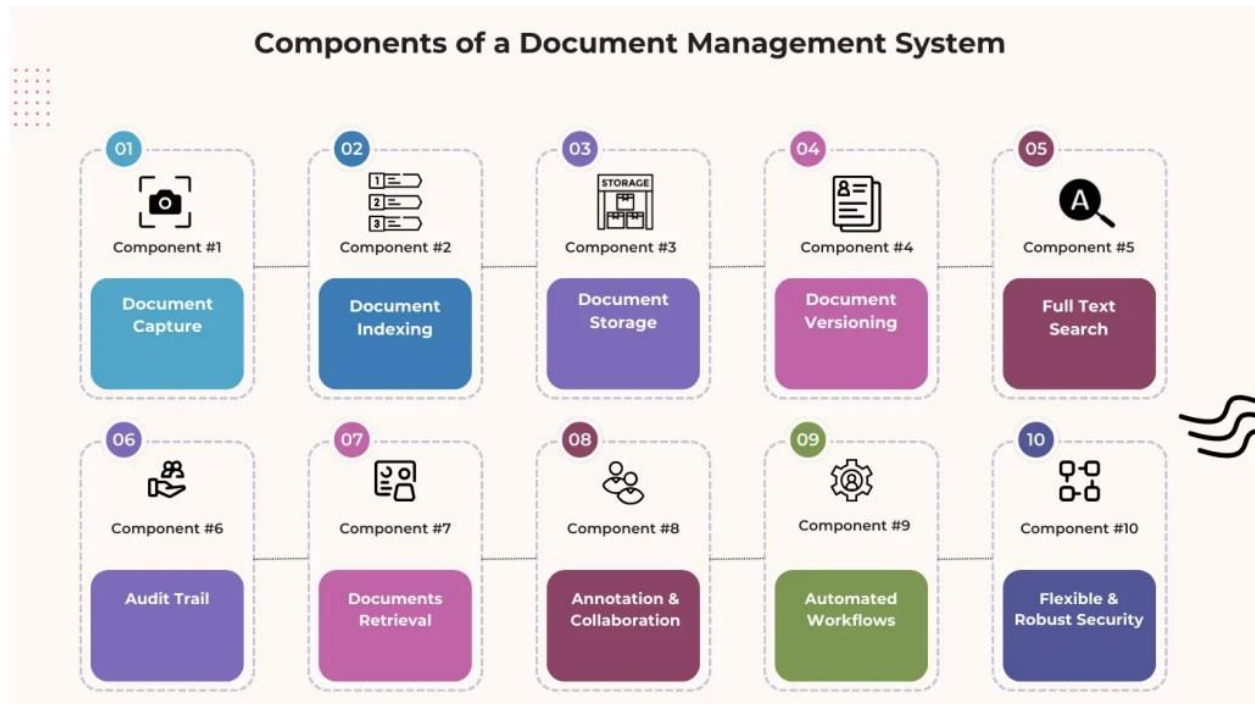 Components of a Document Management System
01
02
03
04
05
1
2
3
STORAGE
A
Component #1
Component #2
Component #3
Component #4
Component #5
Document
Capture
Document
Indexing
Document
Storage
Document
Versioning
Full Text
Search
06
07
08
09
10
Component #6
Component #7
Component #8
Component #9
Component #10
Audit Trail
Documents
Retrieval
Annotation &
Collaboration
Automated
Workflows
Flexible &
Robust Security